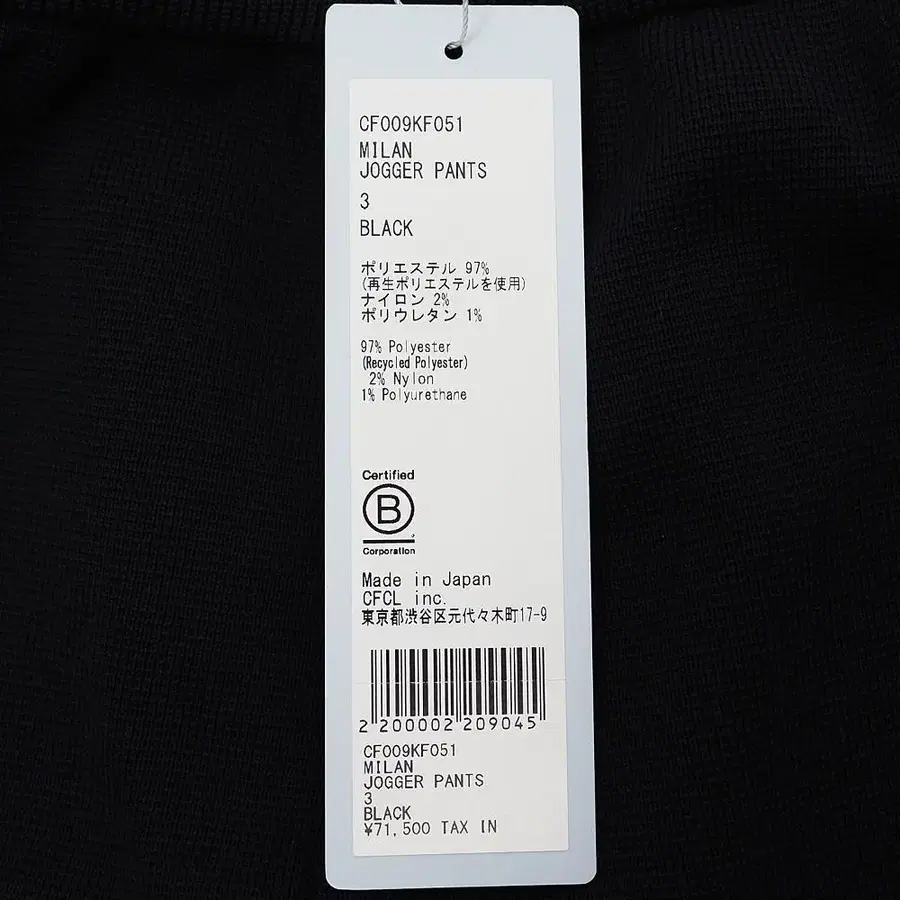 CF009KF051
MILAN
JOGGER PANTS
3
BLACK
ポリエステル 97%
(再生ポリエステルを使用)
ナイロン 2%
ポリウレタン 1%
97% Polyester
(Recycled Polyester)
2% Nylon
1% Polyurethane
Certified
B
Corporation
Made in Japan
CFCL inc.
東京都渋谷区元代々木町17-9
2 200002 209045
CF009KF051
MILAN
JOGGER PANTS
3
BLACK
¥71,500 TAX IN